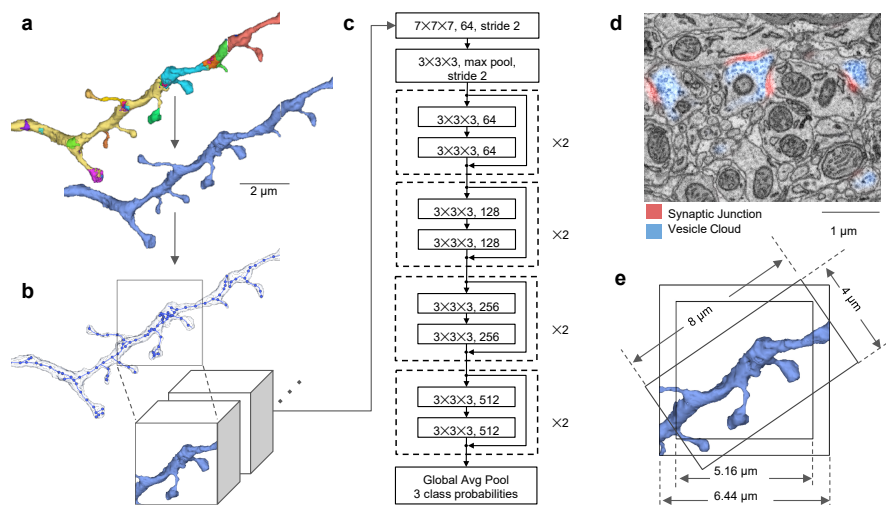 a
2 µm
b
c
7×7×7, 64, stride 2
3×3×3, max pool,
stride 2
3×3×3, 64
3×3×3, 64
×2
3×3×3, 128
3×3×3, 128
×2
3×3×3, 256
3×3×3, 256
×2
3×3×3, 512
3×3×3, 512
×2
Global Avg Pool
3 class probabilities
d
Synaptic Junction
Vesicle Cloud
1 µm
e
8 µm
4 µm
5.16 µm
6.44 µm